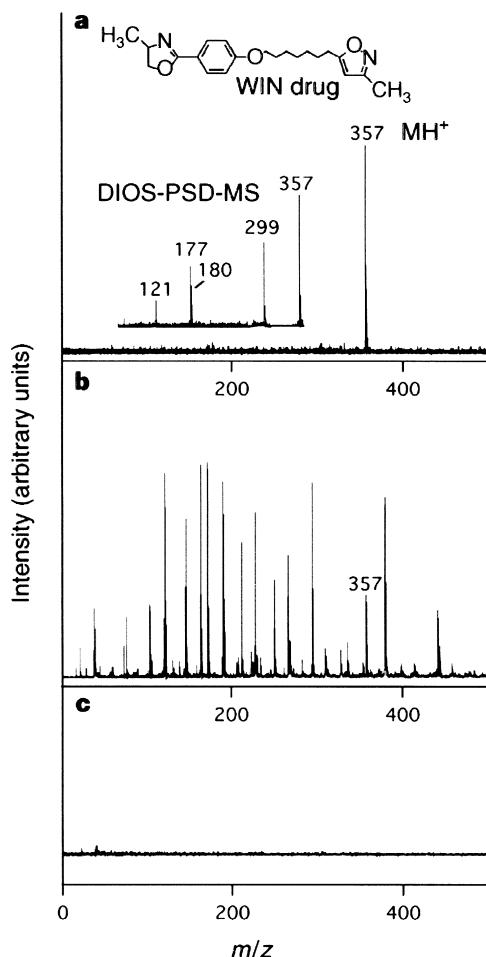 a
H₃C
N
O
O
O
N
CH₃
WIN drug
357 MH⁺
DIOS-PSD-MS
357
299
177
180
121
200 400
b
357
200 400
c
0 200 400
m/z
Intensity (arbitrary units)